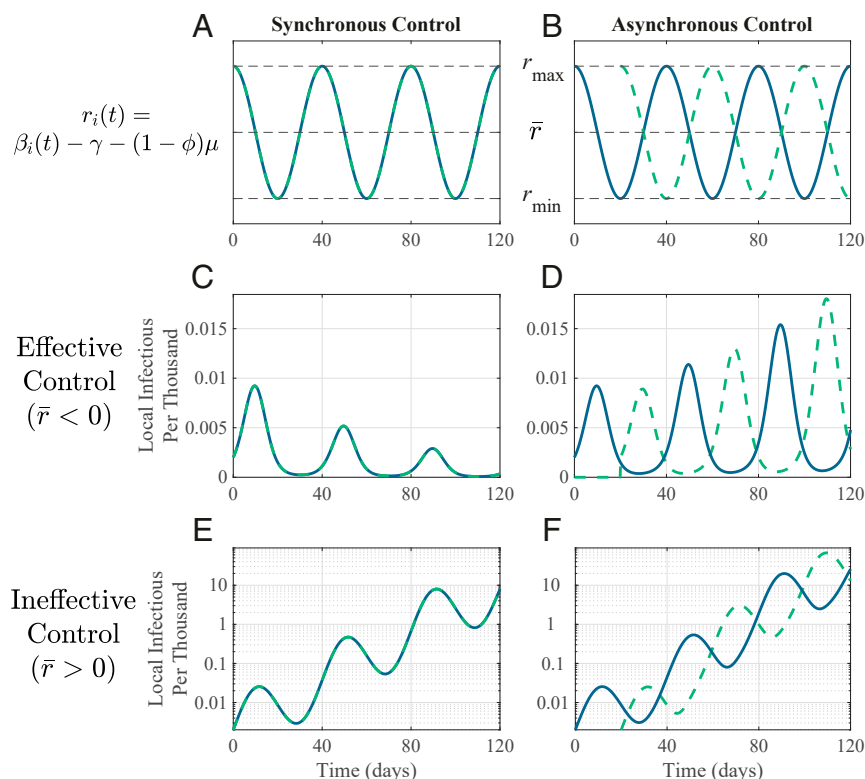 A
Synchronous Control
B
Asynchronous Control
r_i(t) =
β_i(t) − γ − (1 − ϕ)μ
r_max
r̄
r_min
0
40
80
120
0
40
80
120
C
D
Effective
Control
(r̄ < 0)
Local Infectious
Per Thousand
0.015
0.01
0.005
0
0
40
80
120
0.015
0.01
0.005
0
0
40
80
120
E
F
Ineffective
Control
(r̄ > 0)
Local Infectious
Per Thousand
10
1
0.1
0.01
0
40
80
120
Time (days)
10
1
0.1
0.01
0
40
80
120
Time (days)